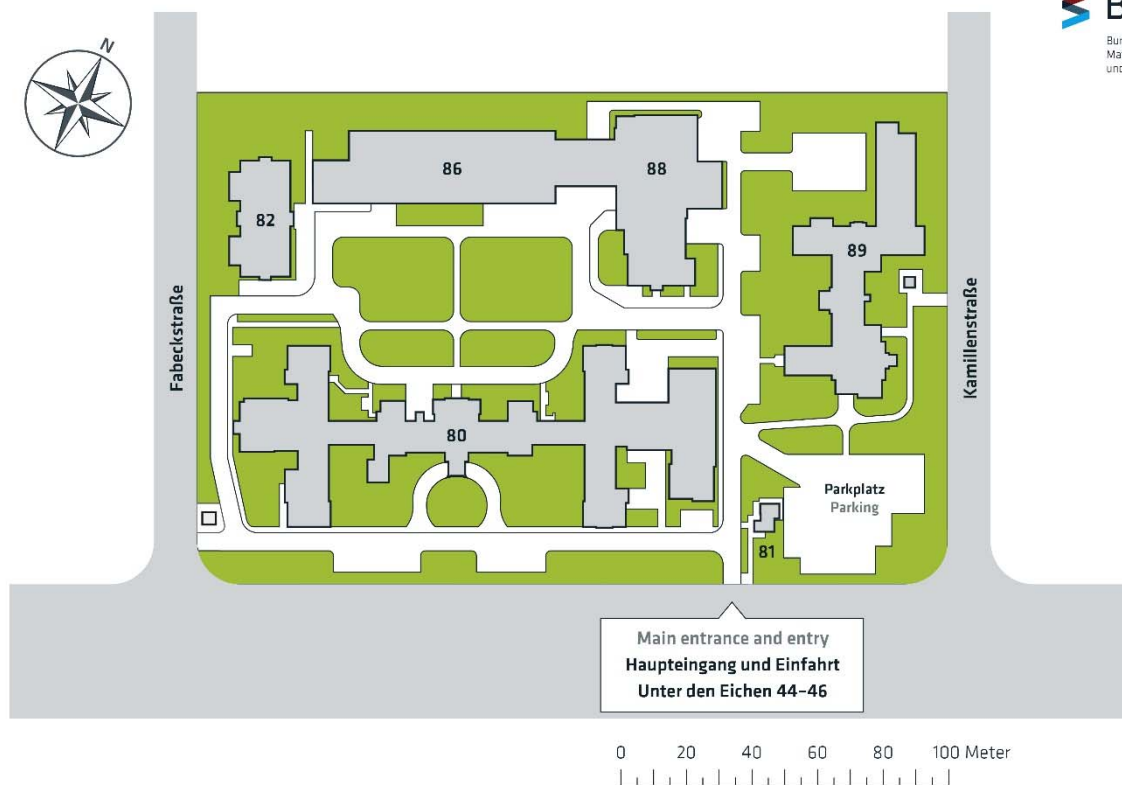 N
B
86
88
82
89
Fabeckstraße
Kamillenstraße
80
Parkplatz
Parking
81
Main entrance and entry
Haupteingang und Einfahrt
Unter den Eichen 44–46
0 20 40 60 80 100 Meter